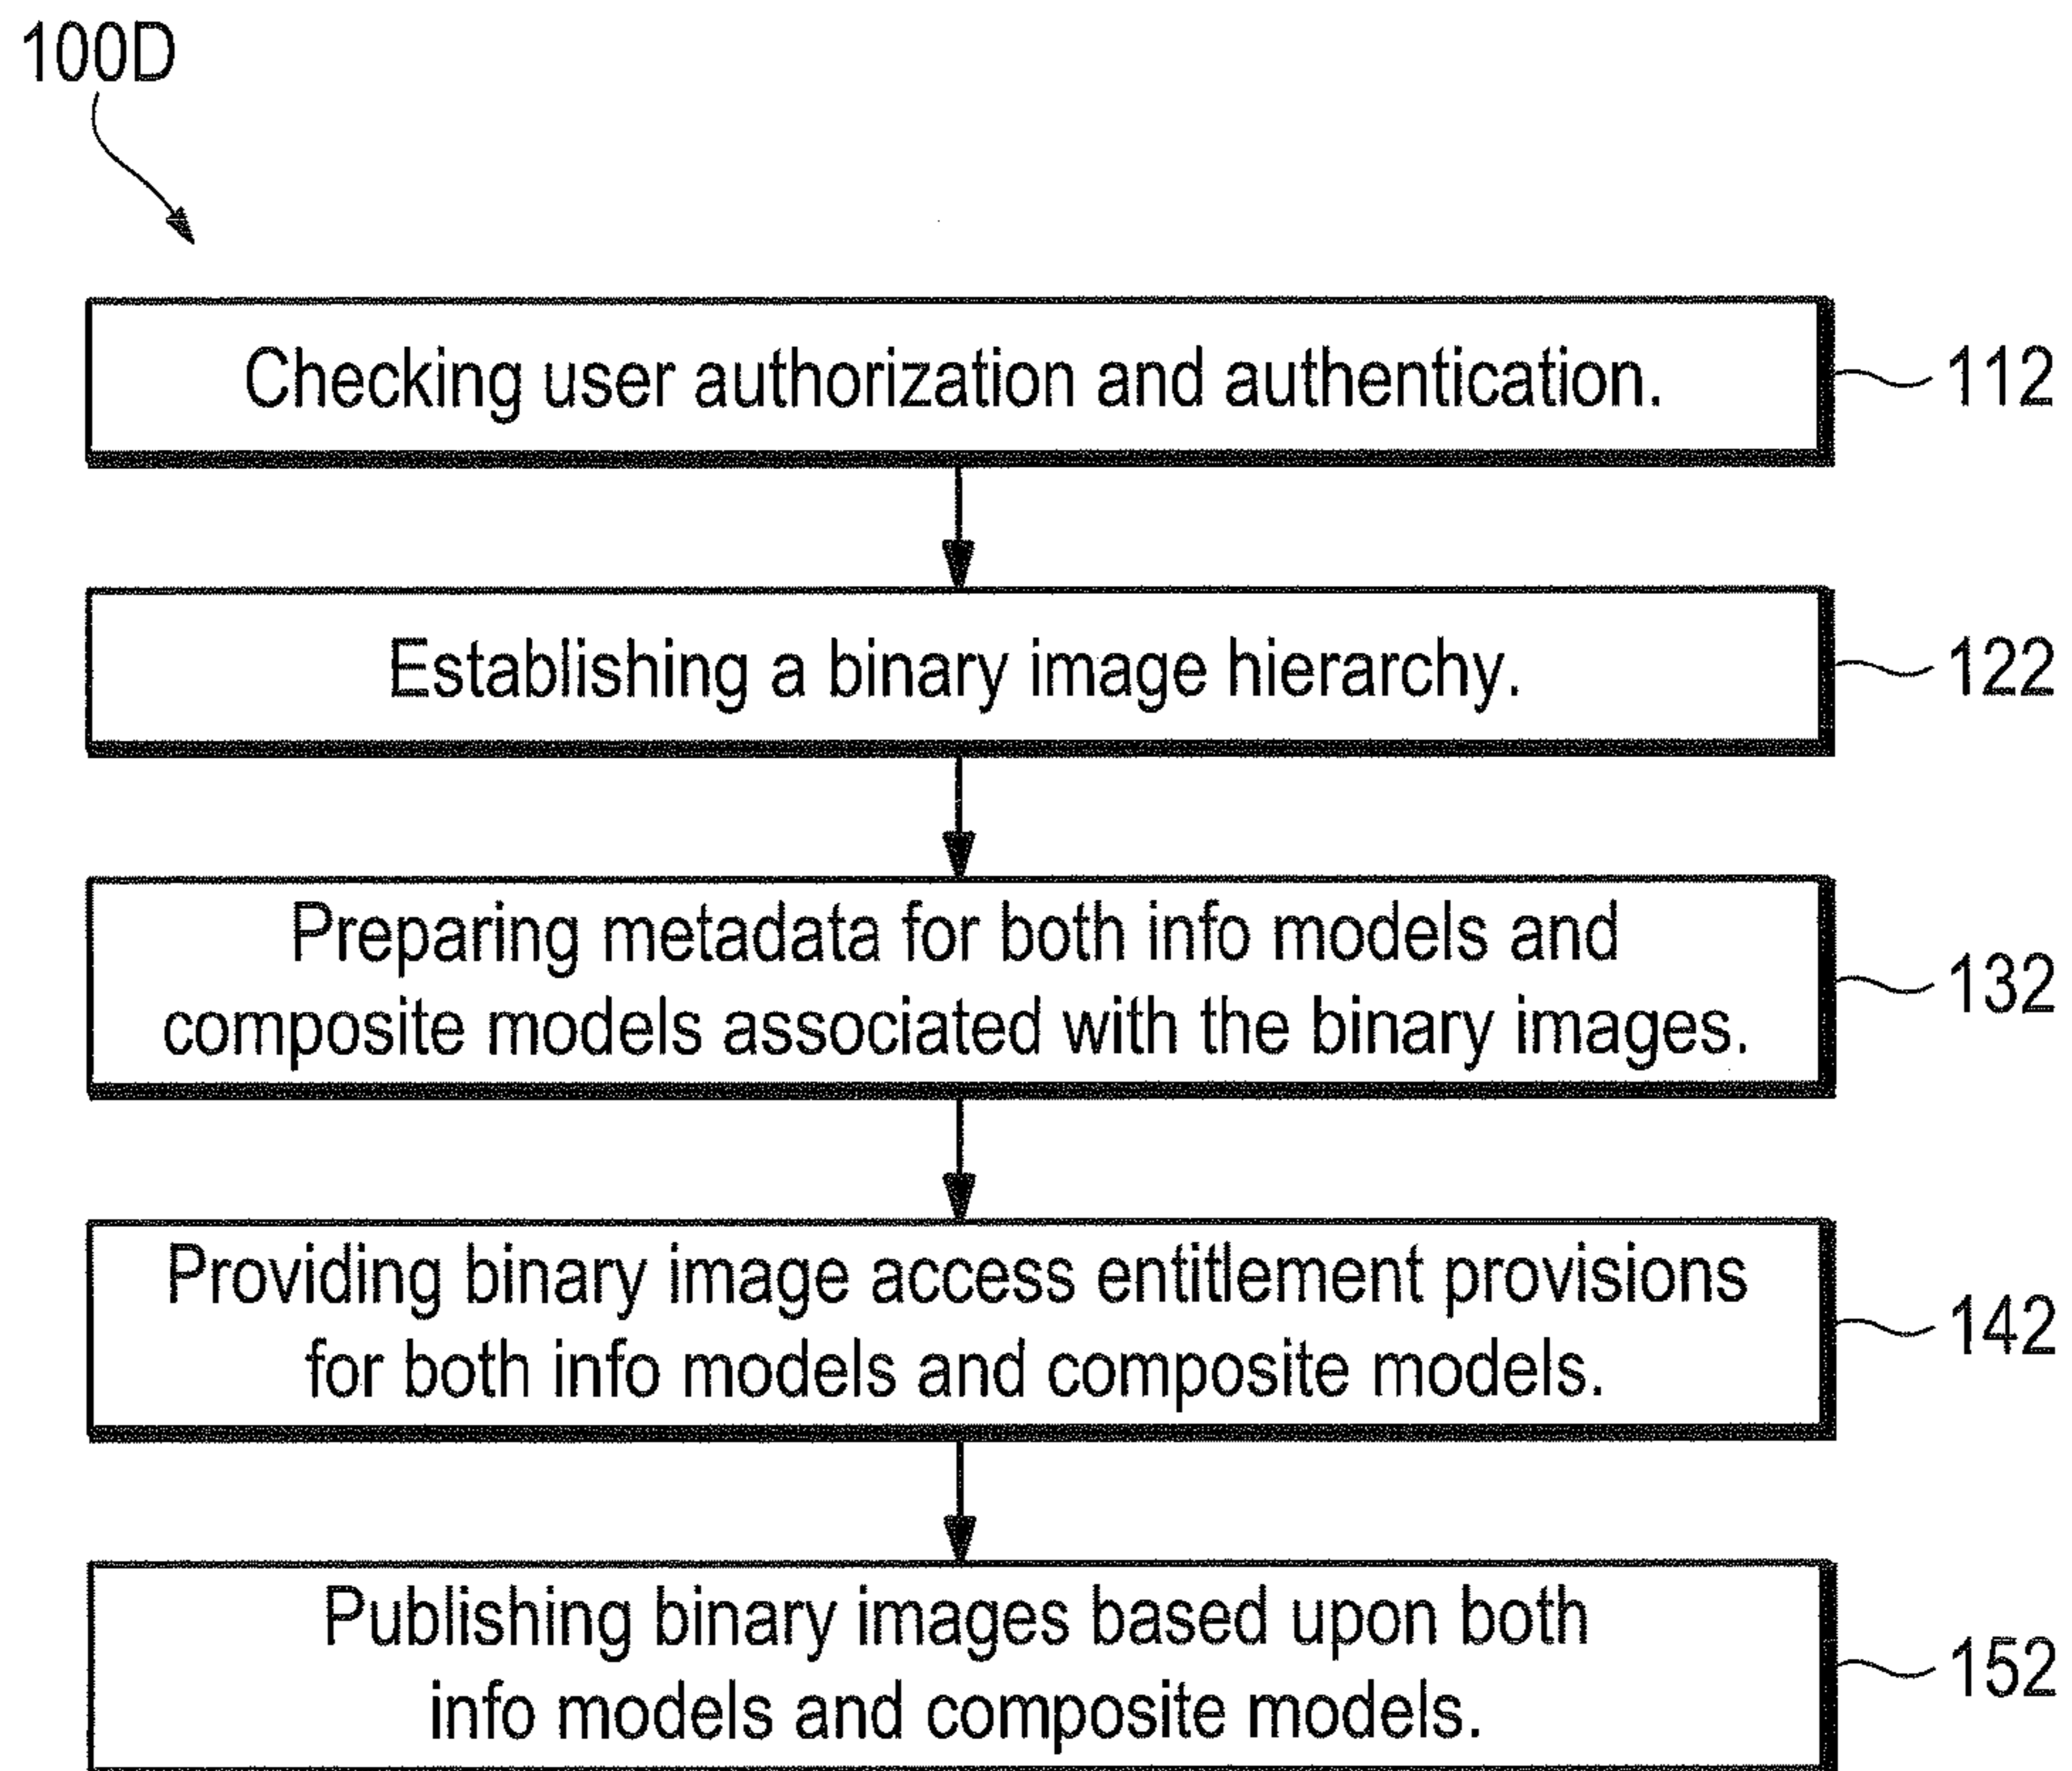 100D
Checking user authorization and authentication.
112
Establishing a binary image hierarchy.
122
Preparing metadata for both info models and
composite models associated with the binary images.
132
Providing binary image access entitlement provisions
for both info models and composite models.
142
Publishing binary images based upon both
info models and composite models.
152